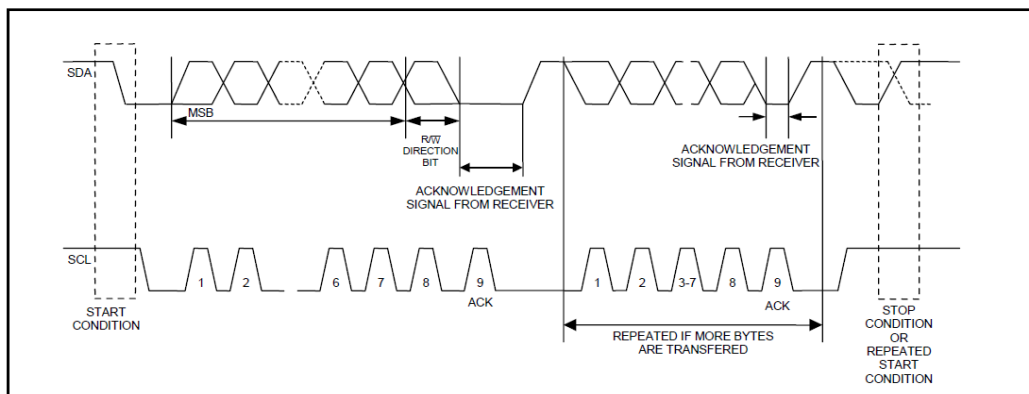 SDA
MSB
R/W
DIRECTION
BIT
ACKNOWLEDGEMENT
SIGNAL FROM RECEIVER
ACKNOWLEDGEMENT
SIGNAL FROM RECEIVER
SCL
1 2 6 7 8 9 1 2 3-7 8 9
ACK
ACK
START
CONDITION
REPEATED IF MORE BYTES
ARE TRANSFERED
STOP
CONDITION
OR
REPEATED
START
CONDITION